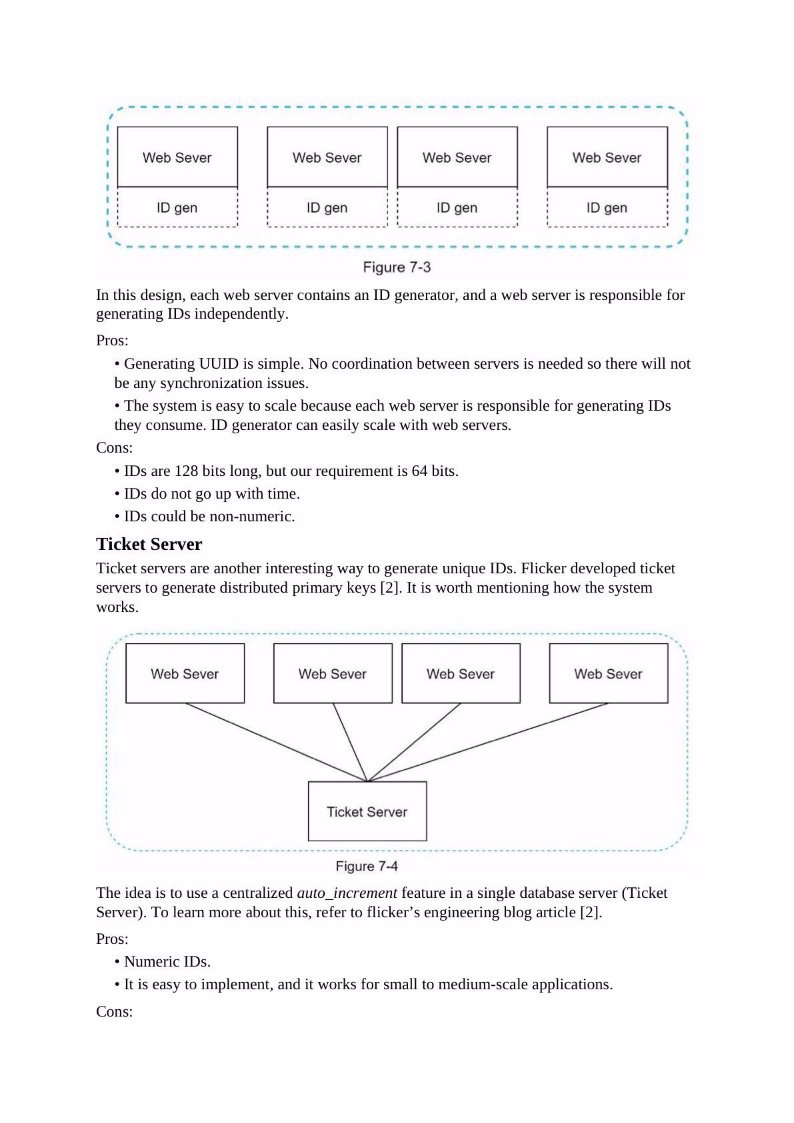 Web Sever Web Sever Web Sever Web Sever
ID gen ID gen ID gen ID gen
Figure 7-3
In this design, each web server contains an ID generator, and a web server is responsible for
generating IDs independently.
Pros:
• Generating UUID is simple. No coordination between servers is needed so there will not
be any synchronization issues.
• The system is easy to scale because each web server is responsible for generating IDs
they consume. ID generator can easily scale with web servers.
Cons:
• IDs are 128 bits long, but our requirement is 64 bits.
• IDs do not go up with time.
• IDs could be non-numeric.
Ticket Server
Ticket servers are another interesting way to generate unique IDs. Flicker developed ticket
servers to generate distributed primary keys [2]. It is worth mentioning how the system
works.
Web Sever Web Sever Web Sever Web Sever
Ticket Server
Figure 7-4
The idea is to use a centralized auto_increment feature in a single database server (Ticket
Server). To learn more about this, refer to flicker’s engineering blog article [2].
Pros:
• Numeric IDs.
• It is easy to implement, and it works for small to medium-scale applications.
Cons: